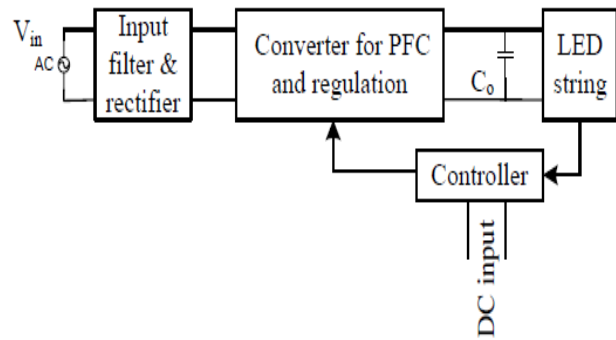 Vin
AC
Input
filter &
rectifier
Converter for PFC
and regulation
Co
LED
string
Controller
DC input